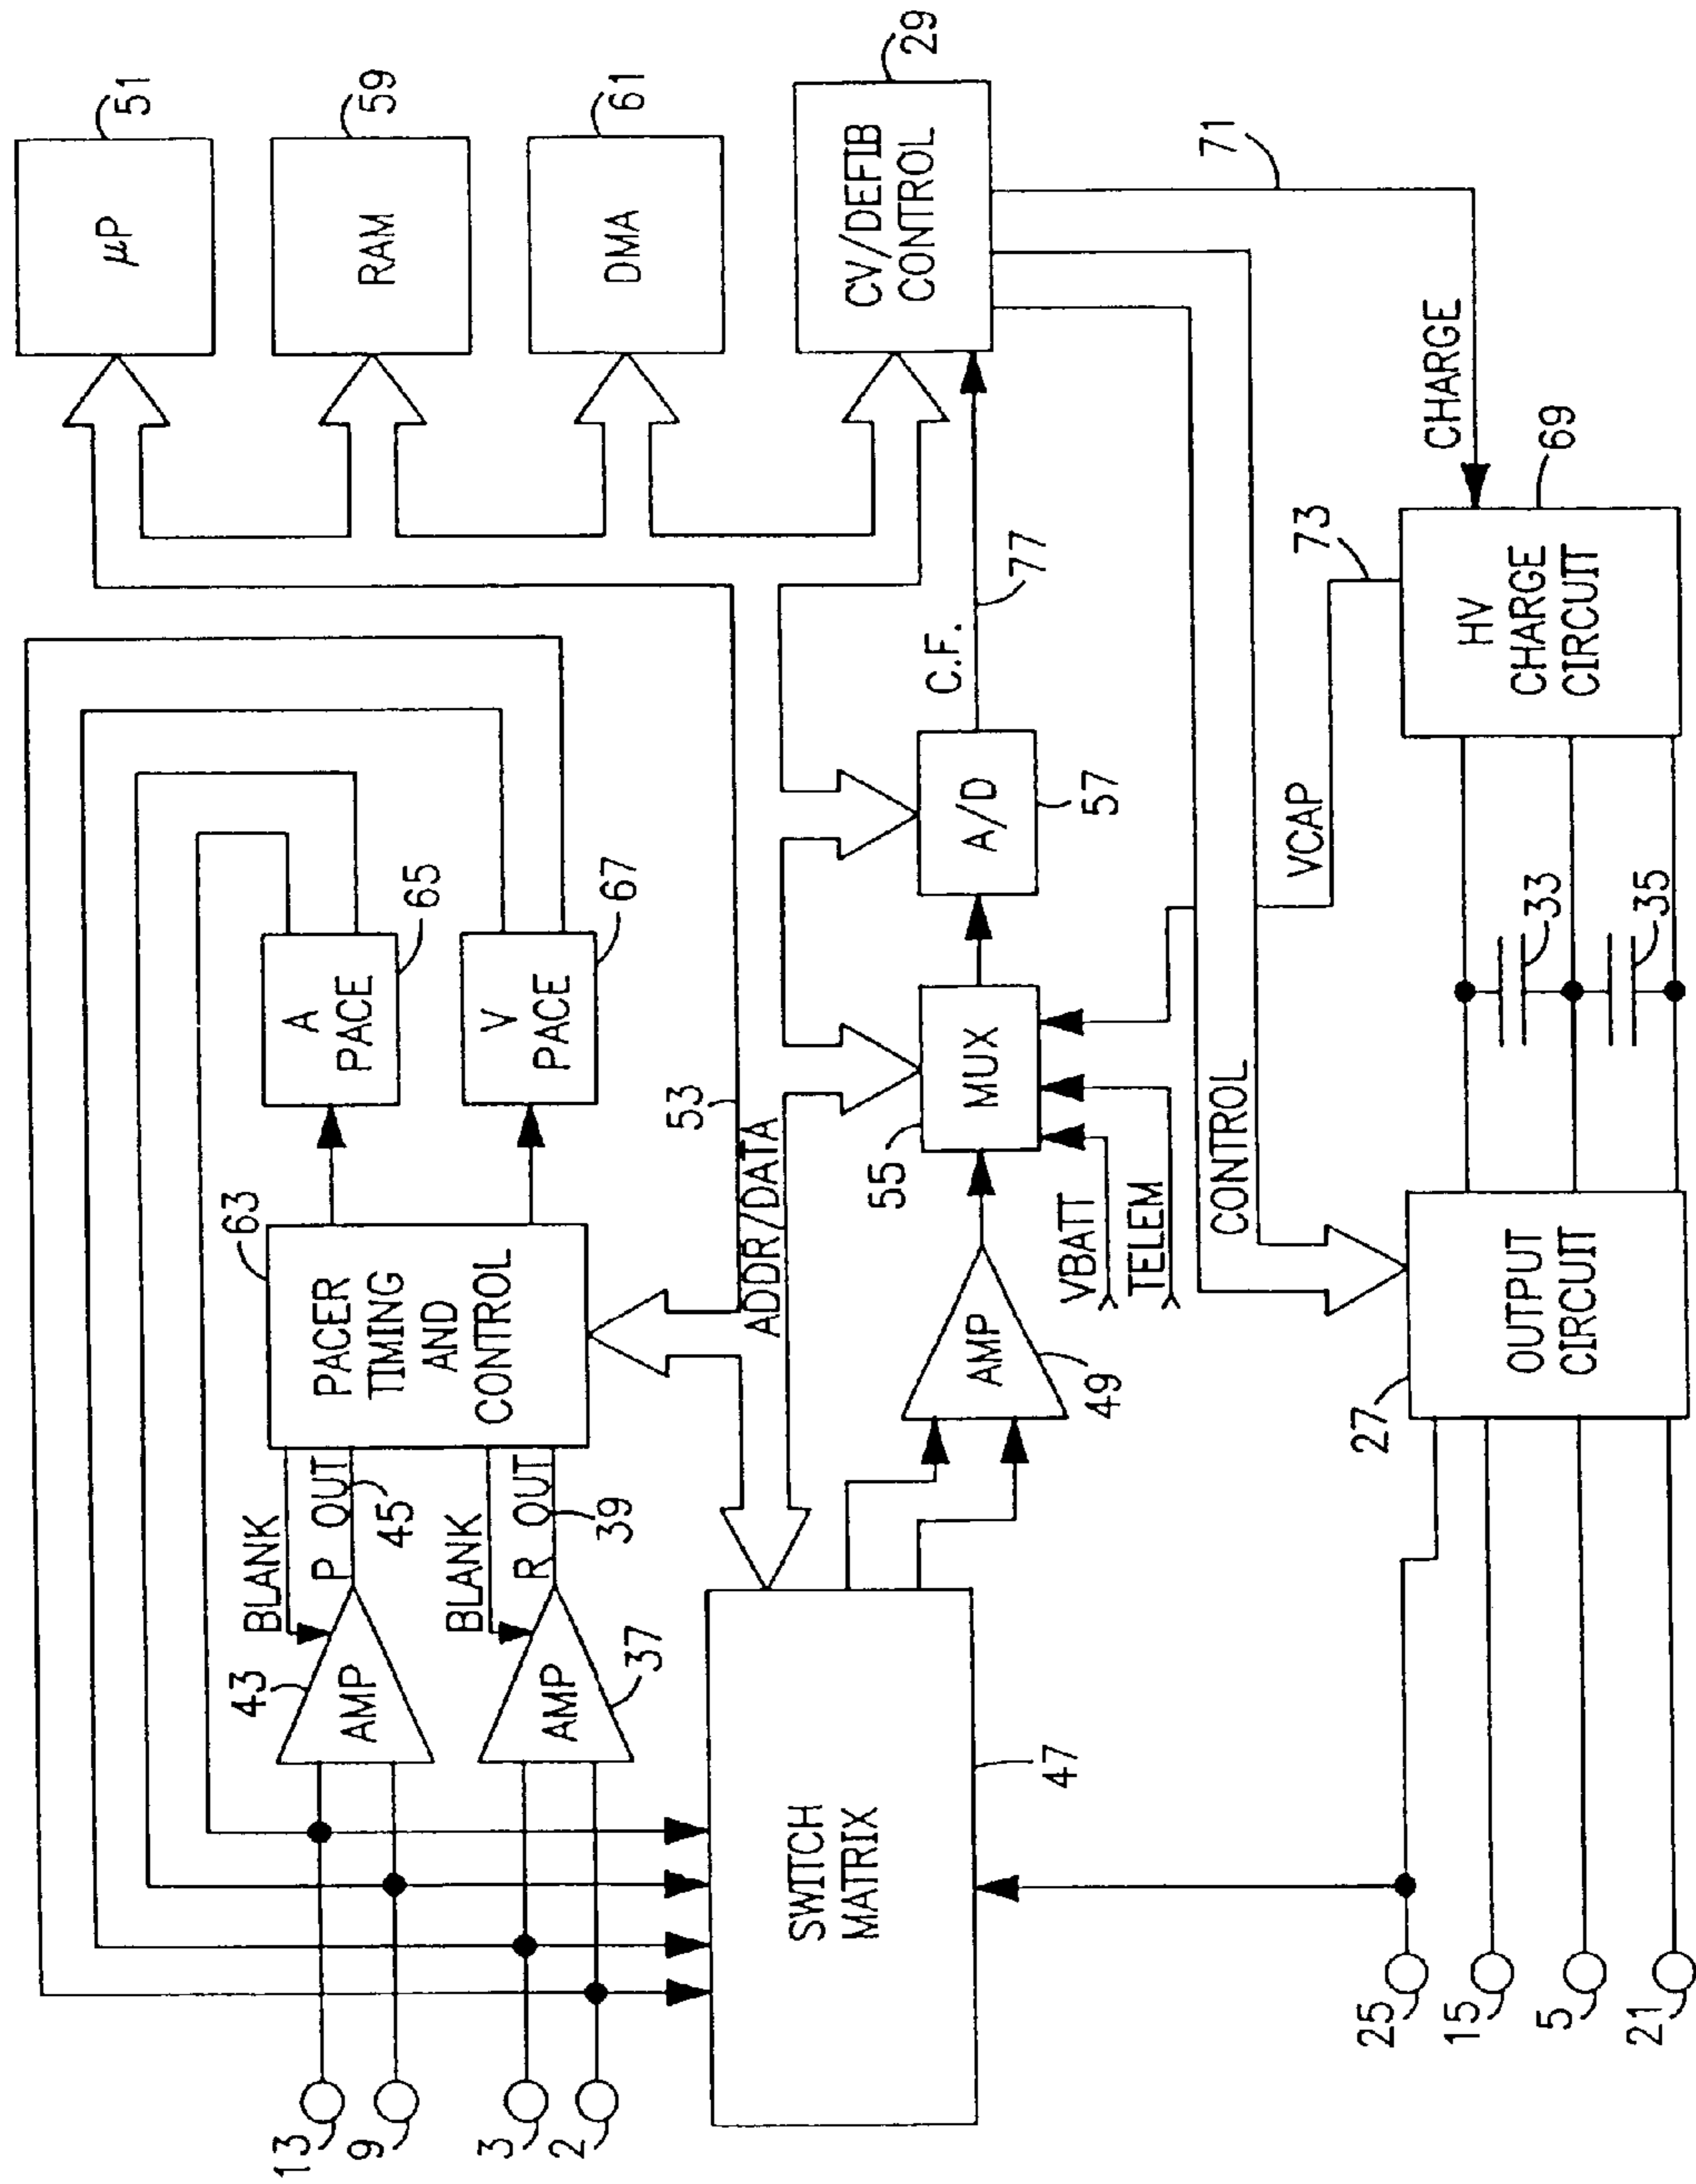 51
µP
59
RAM
61
DMA
29
CV/DEFIB
CONTROL
71
CHARGE
65
A
PACE
67
V
PACE
53
ADDR/DATA
63
PACER
TIMING
AND
CONTROL
BLANK
P OUT
45
BLANK
R OUT
39
43
AMP
37
AMP
13
9
3
2
SWITCH
MATRIX
47
AMP
49
55
MUX
VBATT
TELEM
A/D
57
C.F.
77
CONTROL
VCAP
73
HV
CHARGE
CIRCUIT
69
33
35
OUTPUT
CIRCUIT
27
25
15
5
21